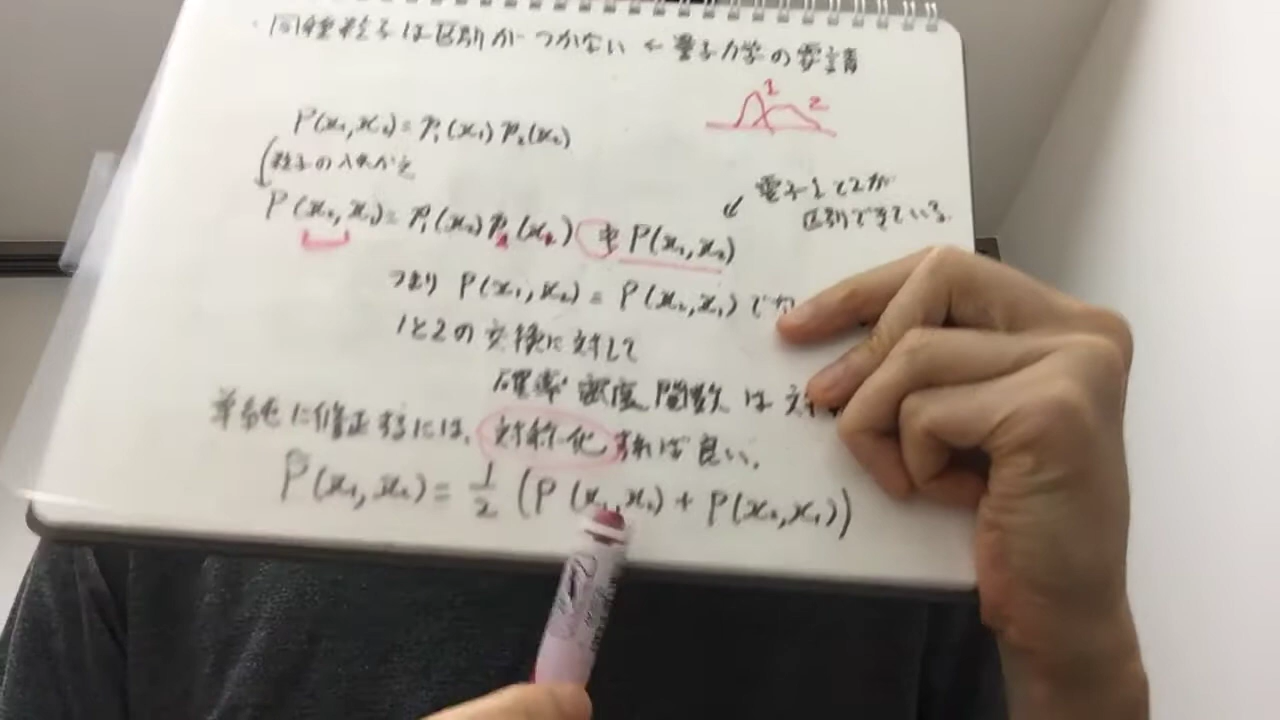 ・同種粒子は区別がつかない ← 量子力学の要請
1 2
P(x₁,x₂)=P₁(x₁)P₂(x₂)
粒子の入れかえ
P(x₂,x₁)=P₁(x₂)P₂(x₁) ≠ P(x₁,x₂)
↙ 電子1と2が
区別できている.
つまり P(x₁,x₂)=P(x₂,x₁)で
1と2の交換に対して
確率密度関数は対
単純に修正するには、対称化すれば良い.
P(x₁,x₂)=1/2(P(x₁,x₂)+P(x₂,x₁))